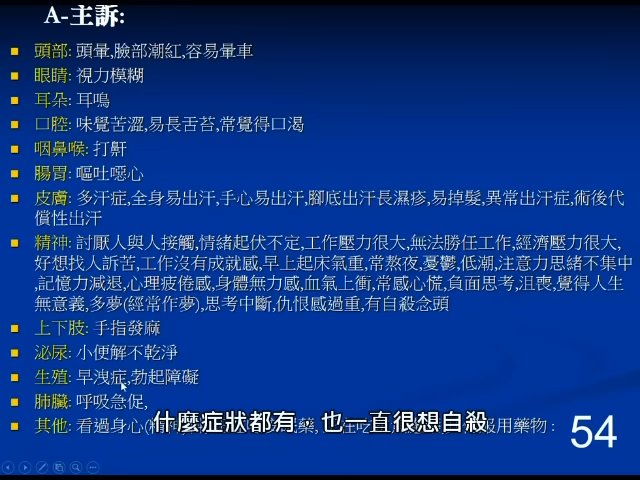 A-主訴:
頭部: 頭暈,臉部潮紅,容易暈車
眼睛: 視力模糊
耳朵: 耳鳴
口腔: 味覺苦澀,易長舌苔,常覺得口渴
咽鼻喉: 打鼾
腸胃: 嘔吐噁心
皮膚: 多汗症,全身易出汗,手心易出汗,腳底出汗長濕疹,易掉髮,異常出汗症,術後代
償性出汗
精神: 討厭人與人接觸,情緒起伏不定,工作壓力很大,無法勝任工作,經濟壓力很大,
好想找人訴苦,工作沒有成就感,早上起床氣重,常熬夜,憂鬱,低潮,注意力思緒不集中
,記憶力減退,心理疲倦感,身體無力感,血氣上衝,常感心慌,負面思考,沮喪,覺得人生
無意義,多夢(經常作夢),思考中斷,仇恨感過重,有自殺念頭
上下肢: 手指發麻
泌尿: 小便解不乾淨
生殖: 早洩症,勃起障礙
肺臟: 呼吸急促,
其他: 看過身心(精神 服用藥物:
什麼症狀都有 也一直很想自殺
54